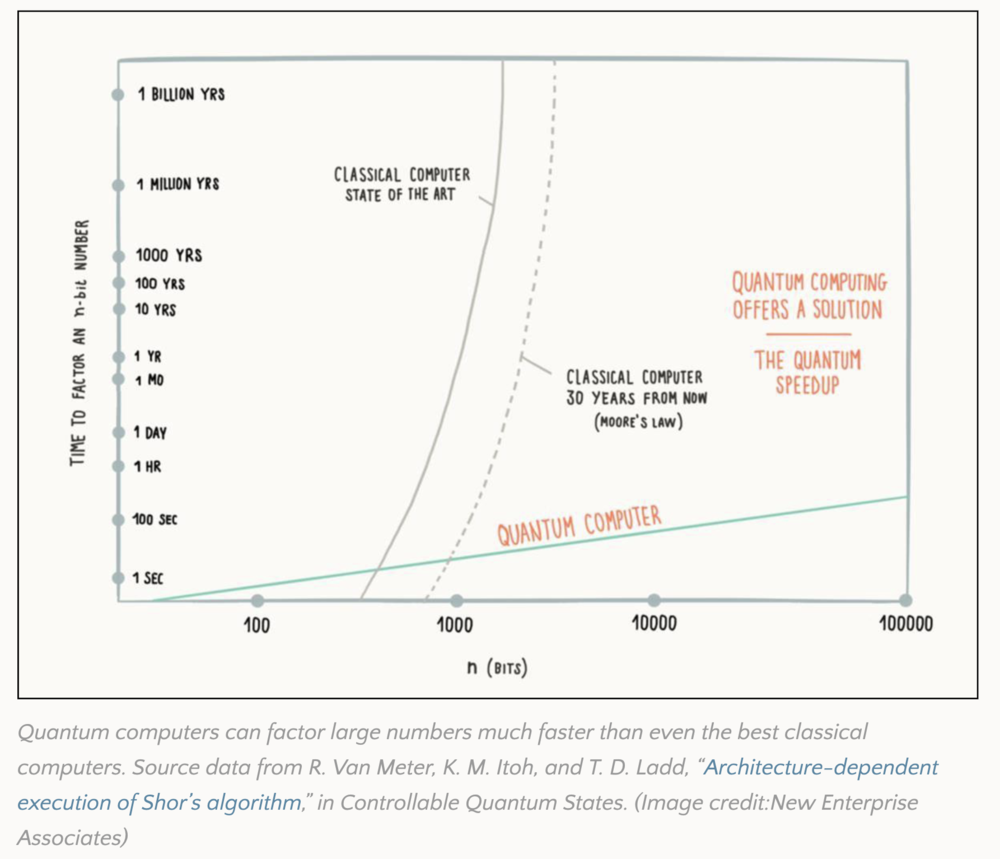 1 BILLION YRS
1 MILLION YRS
1000 YRS
100 YRS
10 YRS
1 YR
1 MO
1 DAY
1 HR
100 SEC
1 SEC
TIME TO FACTOR AN n-bit NUMBER
CLASSICAL COMPUTER
STATE OF THE ART
CLASSICAL COMPUTER
30 YEARS FROM NOW
(MOORE'S LAW)
QUANTUM COMPUTING
OFFERS A SOLUTION
THE QUANTUM
SPEEDUP
QUANTUM COMPUTER
100
1000
10000
100000
n (BITS)
Quantum computers can factor large numbers much faster than even the best classical
computers. Source data from R. Van Meter, K. M. Itoh, and T. D. Ladd, “Architecture-dependent
execution of Shor’s algorithm,” in Controllable Quantum States. (Image credit:New Enterprise
Associates)